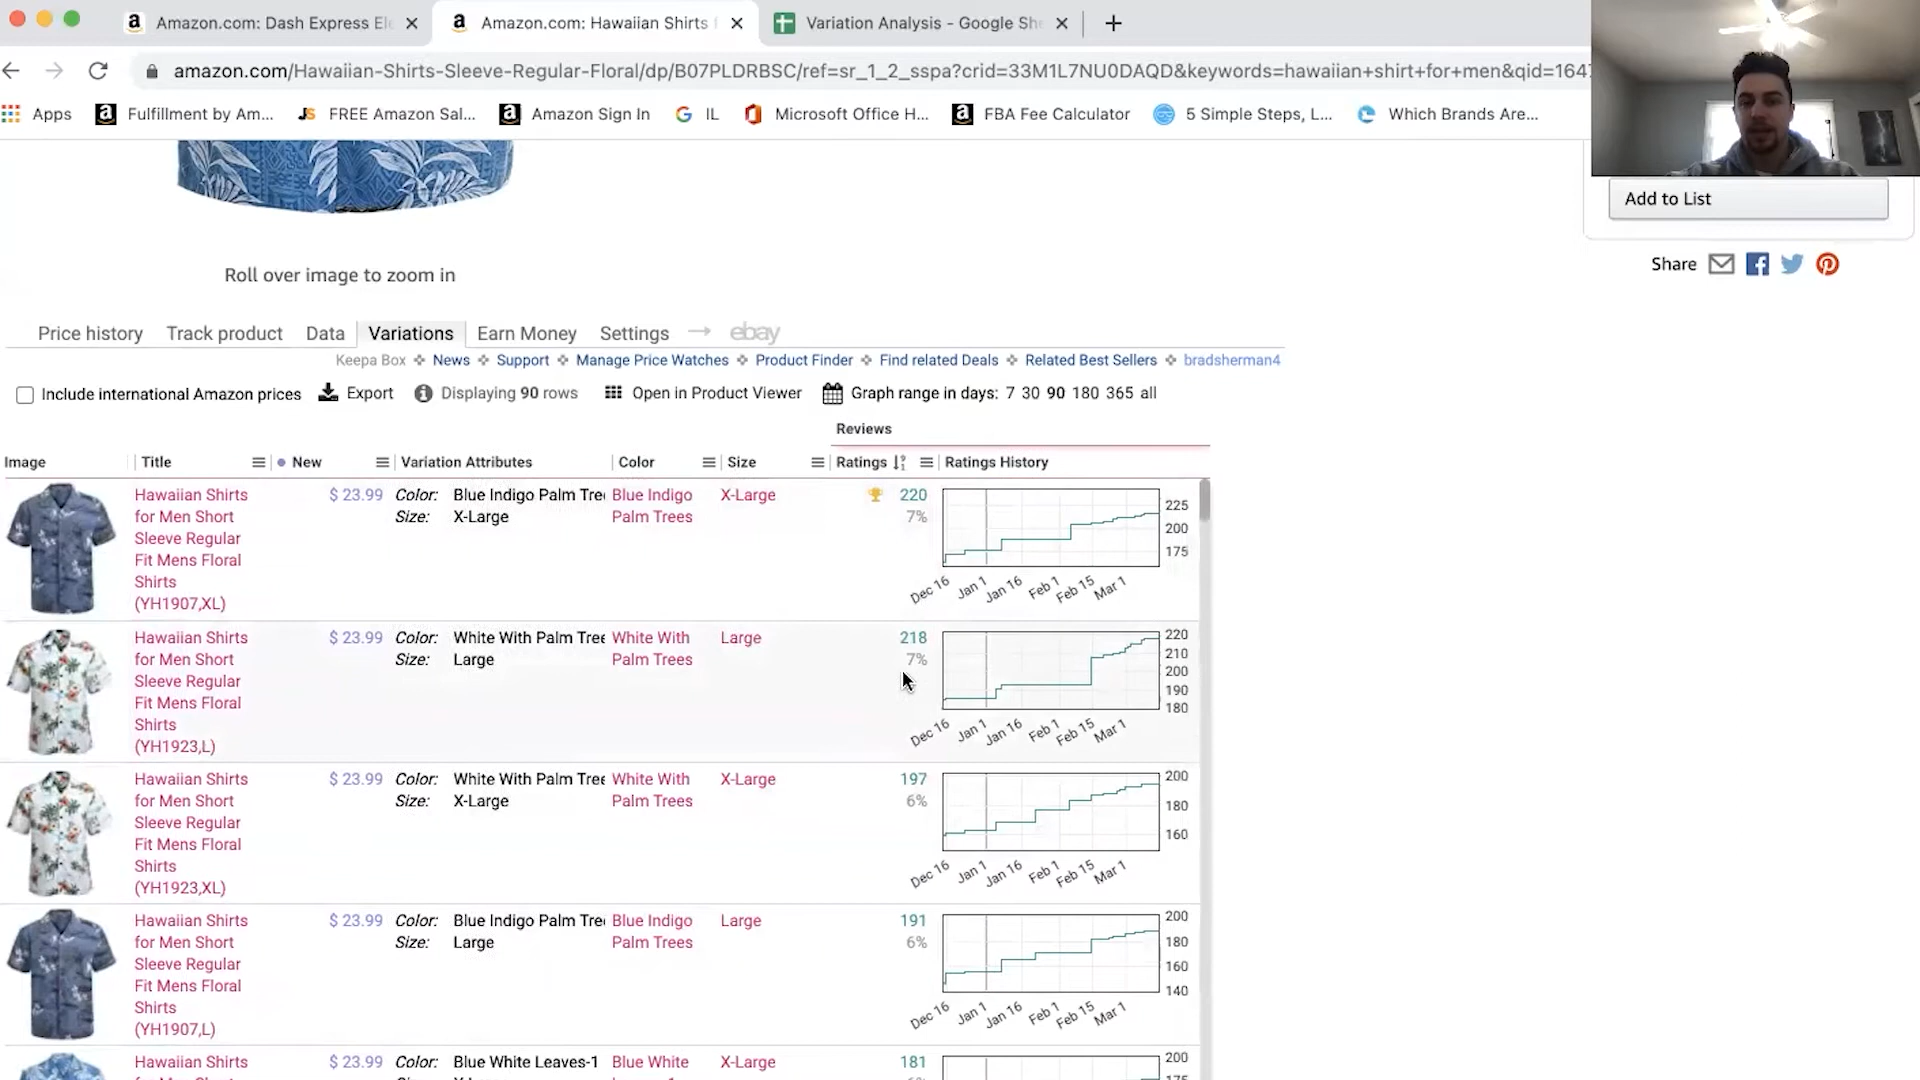 Amazon.com: Dash Express Ele
Amazon.com: Hawaiian Shirts f
Variation Analysis - Google She
amazon.com/Hawaiian-Shirts-Sleeve-Regular-Floral/dp/B07PLDRBSC/ref=sr_1_2_sspa?crid=33M1L7NU0DAQD&keywords=hawaiian+shirt+for+men&qid=1647
Apps
Fulfillment by Am...
JS FREE Amazon Sal...
Amazon Sign In
IL
Microsoft Office H...
FBA Fee Calculator
5 Simple Steps, L...
Which Brands Are...
Add to List
Share
Roll over image to zoom in
Price history Track product Data Variations Earn Money Settings → ebay
Keepa Box News Support Manage Price Watches Product Finder Find related Deals Related Best Sellers bradsherman4
Include international Amazon prices Export Displaying 90 rows Open in Product Viewer Graph range in days: 7 30 90 180 365 all
Reviews
Image Title New Variation Attributes Color Size Ratings Ratings History
Hawaiian Shirts
for Men Short
Sleeve Regular
Fit Mens Floral
Shirts
(YH1907,XL)
$ 23.99
Color: Blue Indigo Palm Tree
Size: X-Large
Blue Indigo
Palm Trees
X-Large
220
7%
225
200
175
Dec 16 Jan 1 Jan 16 Feb 1 Feb 15 Mar 1
Hawaiian Shirts
for Men Short
Sleeve Regular
Fit Mens Floral
Shirts
(YH1923,L)
$ 23.99
Color: White With Palm Tree
Size: Large
White With
Palm Trees
Large
218
7%
220
210
200
190
180
Dec 16 Jan 1 Jan 16 Feb 1 Feb 15 Mar 1
Hawaiian Shirts
for Men Short
Sleeve Regular
Fit Mens Floral
Shirts
(YH1923,XL)
$ 23.99
Color: White With Palm Tree
Size: X-Large
White With
Palm Trees
X-Large
197
6%
200
180
160
Dec 16 Jan 1 Jan 16 Feb 1 Feb 15 Mar 1
Hawaiian Shirts
for Men Short
Sleeve Regular
Fit Mens Floral
Shirts
(YH1907,L)
$ 23.99
Color: Blue Indigo Palm Tree
Size: Large
Blue Indigo
Palm Trees
Large
191
6%
200
180
160
140
Dec 16 Jan 1 Jan 16 Feb 1 Feb 15 Mar 1
Hawaiian Shirts
$ 23.99
Color: Blue White Leaves-1
Blue White
X-Large
181
200